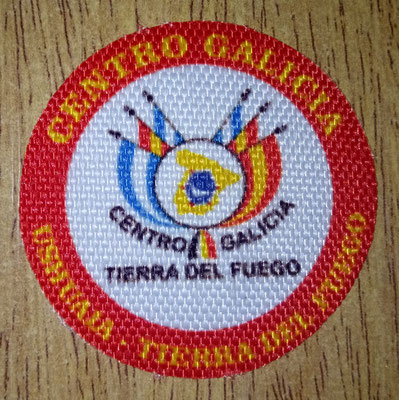 CENTRO GALICIA
CENTRO GALICIA
TIERRA DEL FUEGO
USHUAIA - TIERRA DEL FUEGO